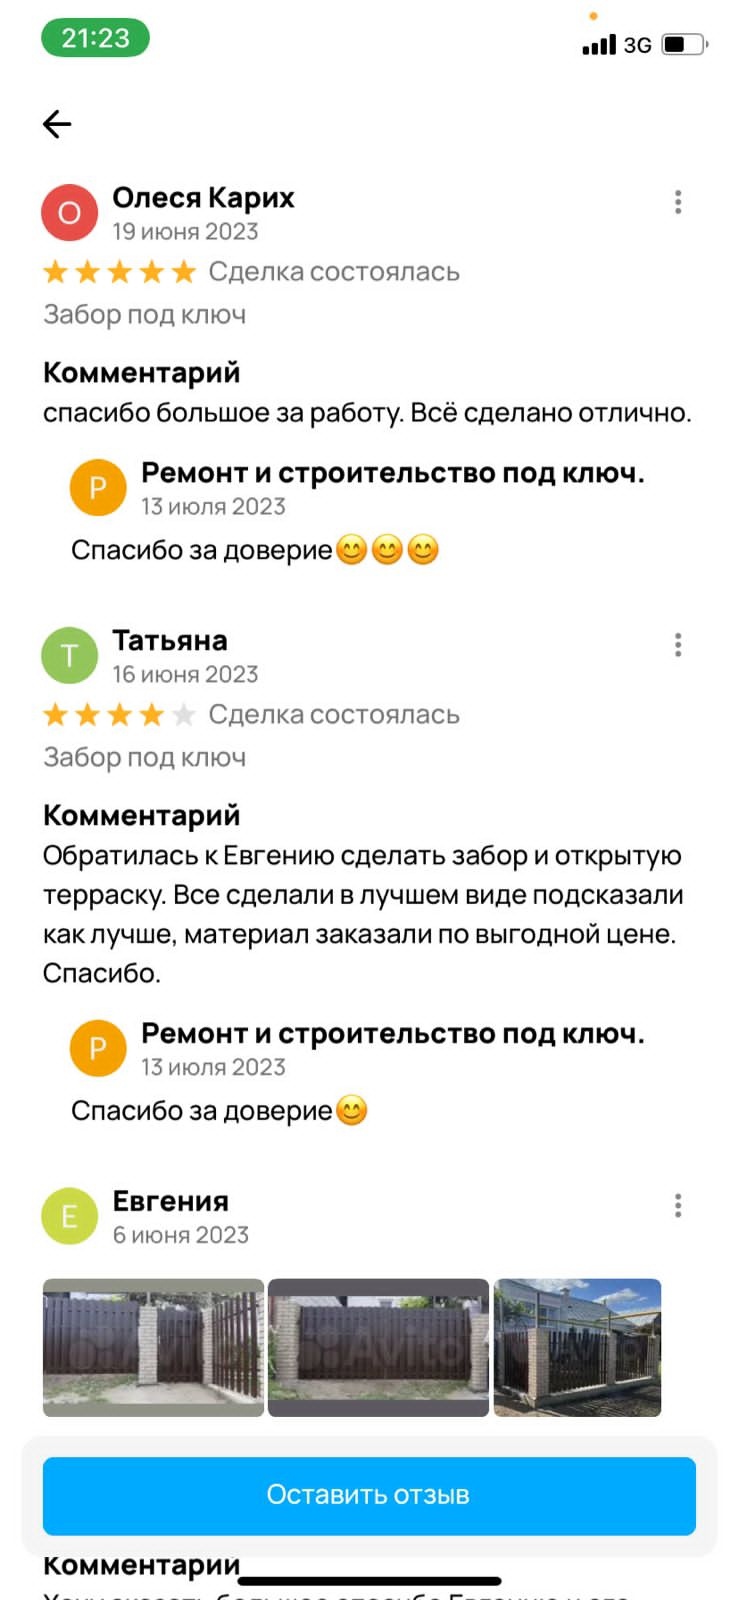 21:23
3G
О
Олеся Карих
19 июня 2023
Сделка состоялась
Забор под ключ
Комментарий
спасибо большое за работу. Всё сделано отлично.
Р
Ремонт и строительство под ключ.
13 июля 2023
Спасибо за доверие😊😊😊
Т
Татьяна
16 июня 2023
Сделка состоялась
Забор под ключ
Комментарий
Обратилась к Евгению сделать забор и открытую
терраску. Все сделали в лучшем виде подсказали
как лучше, материал заказали по выгодной цене.
Спасибо.
Р
Ремонт и строительство под ключ.
13 июля 2023
Спасибо за доверие😊
Е
Евгения
6 июня 2023
Avito
Оставить отзыв
Комментарий